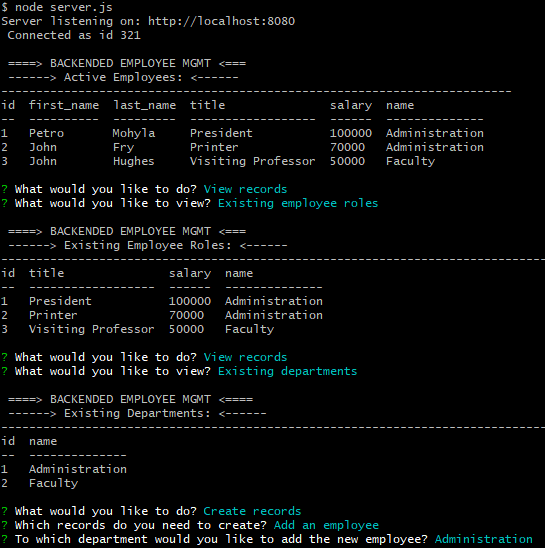 $ node server.js
Server listening on: http://localhost:8080
 Connected as id 321

 ====> BACKENDED EMPLOYEE MGMT <===
 ------> Active Employees: <------
-------------------------------------------------------------------------
id  first_name  last_name  title               salary  name
--  ----------  ---------  ------------------  ------  --------------
1   Petro       Mohyla     President           100000  Administration
2   John        Fry        Printer             70000   Administration
3   John        Hughes     Visiting Professor  50000   Faculty

? What would you like to do? View records
? What would you like to view? Existing employee roles

 ====> BACKENDED EMPLOYEE MGMT <====
 ------> Existing Employee Roles: <------
------------------------------------------------------------------------------
id  title               salary  name
--  ------------------  ------  --------------
1   President           100000  Administration
2   Printer             70000   Administration
3   Visiting Professor  50000   Faculty

? What would you like to do? View records
? What would you like to view? Existing departments

 ====> BACKENDED EMPLOYEE MGMT <====
 ------> Existing Departments: <------
------------------------------------------------------------------------------
id  name
--  --------------
1   Administration
2   Faculty

? What would you like to do? Create records
? Which records do you need to create? Add an employee
? To which department would you like to add the new employee? Administration